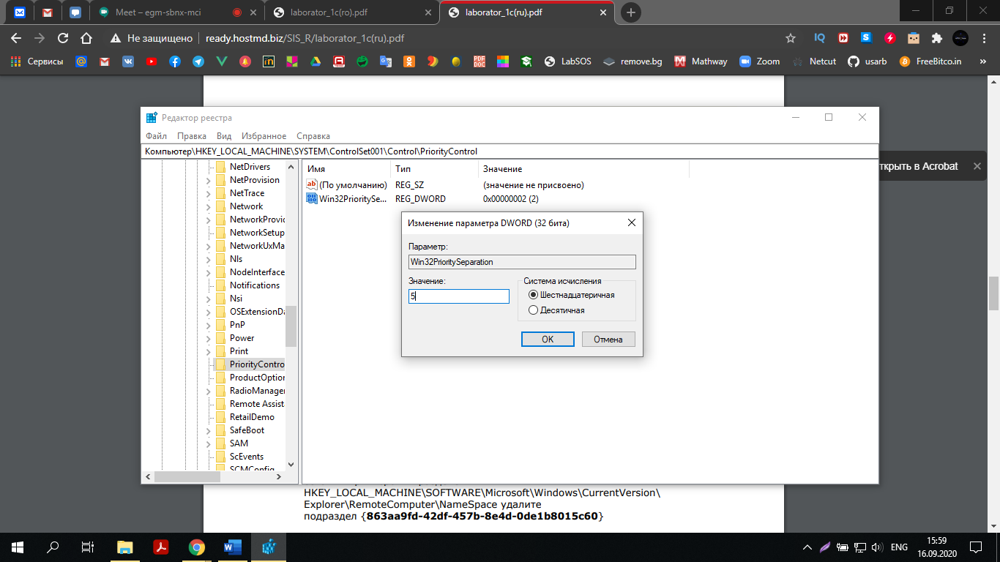 Meet – egm-sbnx-mci
laborator_1c(ro).pdf
laborator_1c(ru).pdf
Не защищено
ready.hostmd.biz/SIS_R/laborator_1c(ru).pdf
Сервисы
LabSOS
remove.bg
Mathway
Zoom
Netcut
usarb
FreeBitco.in
»
Редактор реестра
Файл Правка Вид Избранное Справка
Компьютер\HKEY_LOCAL_MACHINE\SYSTEM\ControlSet001\Control\PriorityControl
ткрыть в Acrobat
NetDrivers
NetProvision
NetTrace
Network
NetworkProvic
NetworkSetup
NetworkUxMa
Nls
NodeInterface
Notifications
Nsi
OSExtensionDa
PnP
Power
Print
PriorityContro
ProductOption
RadioManager
Remote Assist
RetailDemo
SafeBoot
SAM
ScEvents
SCMConfig
Имя Тип Значение
(По умолчанию) REG_SZ (значение не присвоено)
Win32PrioritySe... REG_DWORD 0x00000002 (2)
Изменение параметра DWORD (32 бита)
Параметр:
Win32PrioritySeparation
Значение:
5
Система исчисления
Шестнадцатеричная
Десятичная
OK
Отмена
HKEY_LOCAL_MACHINE\SOFTWARE\Microsoft\Windows\CurrentVersion\
Explorer\RemoteComputer\NameSpace удалите
подраздел {863aa9fd-42df-457b-8e4d-0de1b8015c60}
ENG
15:59
16.09.2020